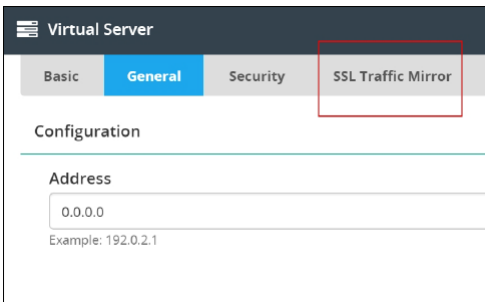 Virtual Server
Basic General Security SSL Traffic Mirror
Configuration
Address
0.0.0.0
Example: 192.0.2.1